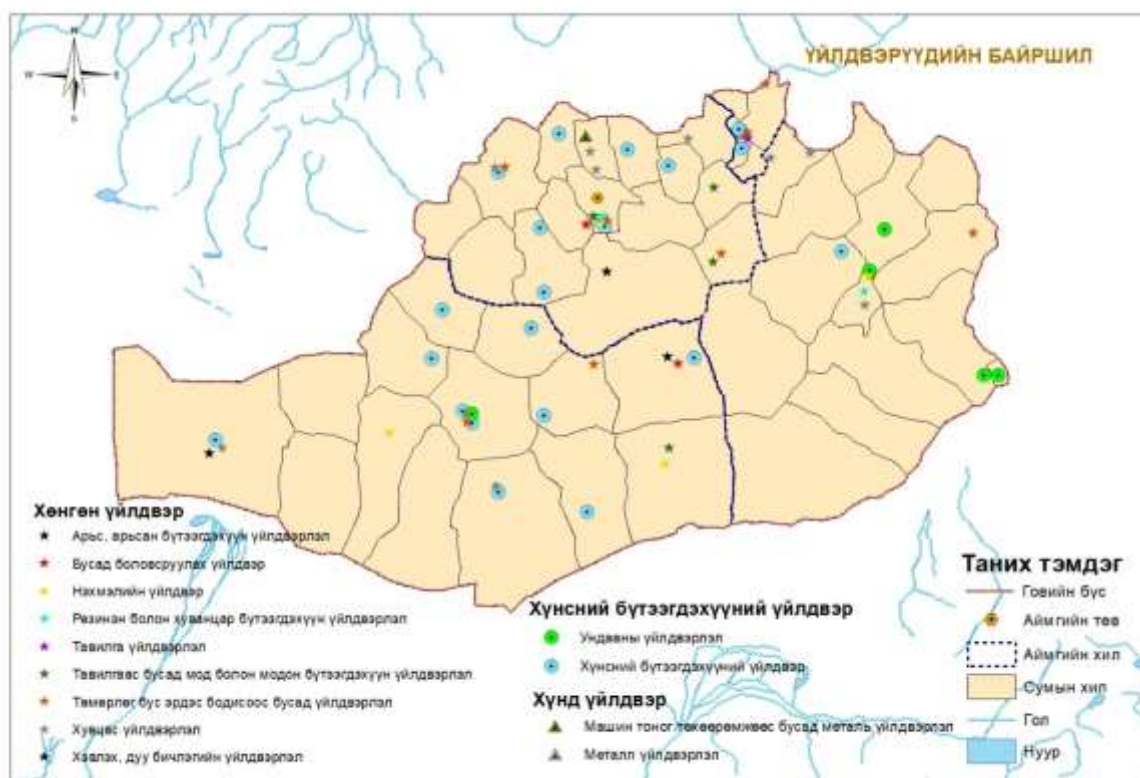 N
W E
S
ҮЙЛДВЭРҮҮДИЙН БАЙРШИЛ
Хөнгөн үйлдвэр
Арьс, арьсан бүтээгдэхүүн үйлдвэрлэл
Бусад боловсруулах үйлдвэр
Нэхмэлийн үйлдвэр
Резинэн болон хуванцар бүтээгдэхүүн үйлдвэрлэл
Тавилга үйлдвэрлэл
Тавилгаас бусад мод болон модон бүтээгдэхүүн үйлдвэрлэл
Төмөрлөг бус эрдэс бодисоос бусад үйлдвэрлэл
Хувцас үйлдвэрлэл
Хэвлэх, дуу бичлэгийн үйлдвэрлэл
Хүнсний бүтээгдэхүүний үйлдвэр
Ундааны үйлдвэрлэл
Хүнсний бүтээгдэхүүний үйлдвэр
Хүнд үйлдвэр
Машин тоног төхөөрөмжөөс бусад металь үйлдвэрлэл
Металл үйлдвэрлэл
Таних тэмдэг
Говийн бүс
Аймгийн төв
Аймгийн хил
Сумын хил
Гол
Нуур